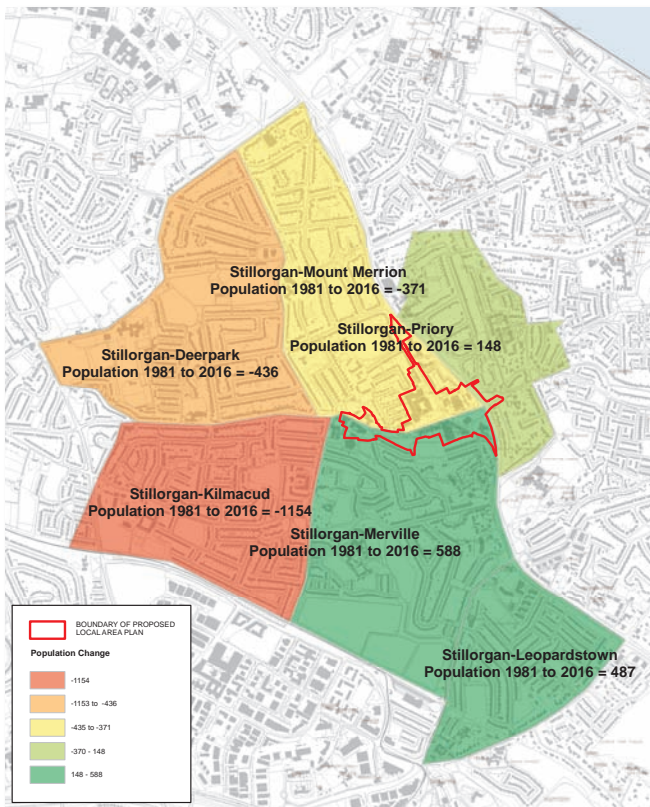 Stillorgan-Mount Merrion
Population 1981 to 2016 = -371
Stillorgan-Priory
Population 1981 to 2016 = 148
Stillorgan-Deerpark
Population 1981 to 2016 = -436
Stillorgan-Kilmacud
Population 1981 to 2016 = -1154
Stillorgan-Merville
Population 1981 to 2016 = 588
Stillorgan-Leopardstown
Population 1981 to 2016 = 487
BOUNDARY OF PROPOSED
LOCAL AREA PLAN
Population Change
-1154
-1153 to -436
-435 to -371
-370 - 148
148 - 588